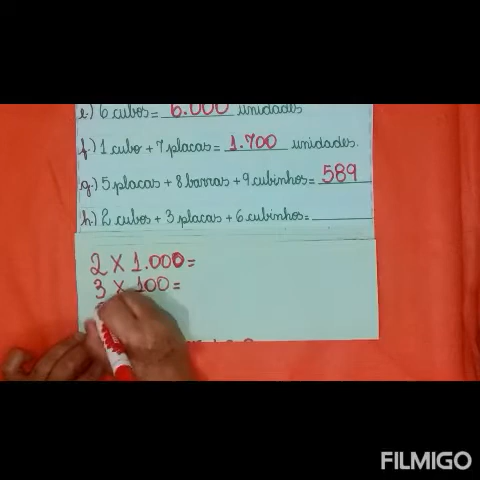 e.) 6 cubos = 6.000 unidades
f.) 1 cubo + 7 placas = 1.700 unidades.
g.) 5 placas + 8 barras + 9 cubinhos = 589
h.) 2 cubos + 3 placas + 6 cubinhos =
2 X 1.000 =
3 X 100 =
FILMIGO